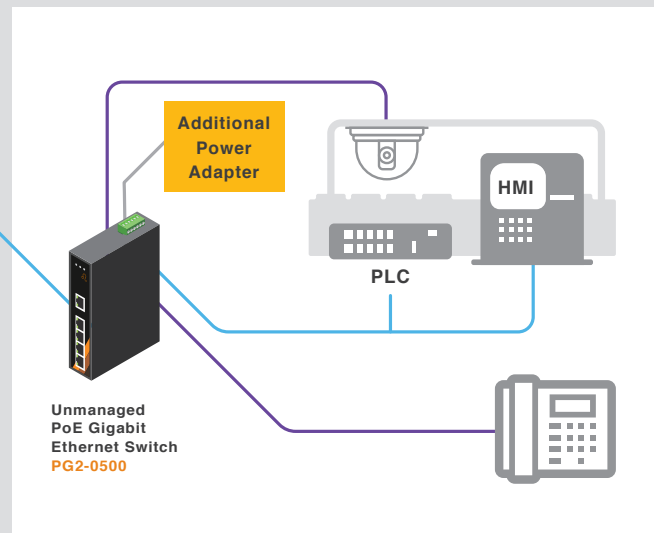 Additional
Power
Adapter
HMI
PLC
Unmanaged
PoE Gigabit
Ethernet Switch
PG2-0500